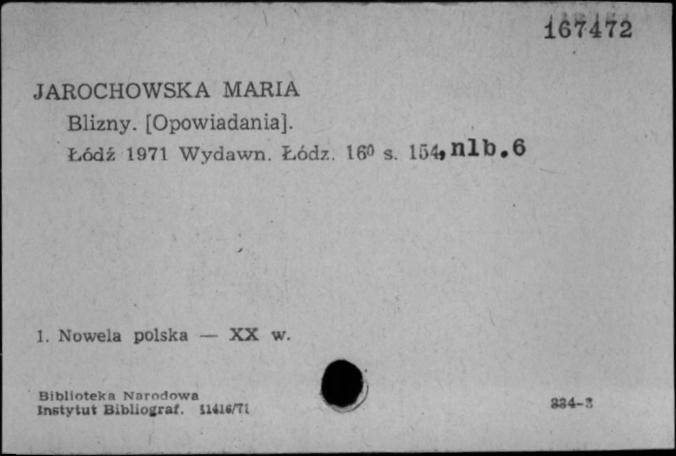 167472
JAROCHOWSKA MARIA
Blizny. [Opowiadania].
Łódź 1971 Wydawn. Łódz. 16⁰ s. 154, nlb. 6
1. Nowela polska — XX w.
Biblioteka Narodowa
Instytut Bibliograf. 11416/71
334-3